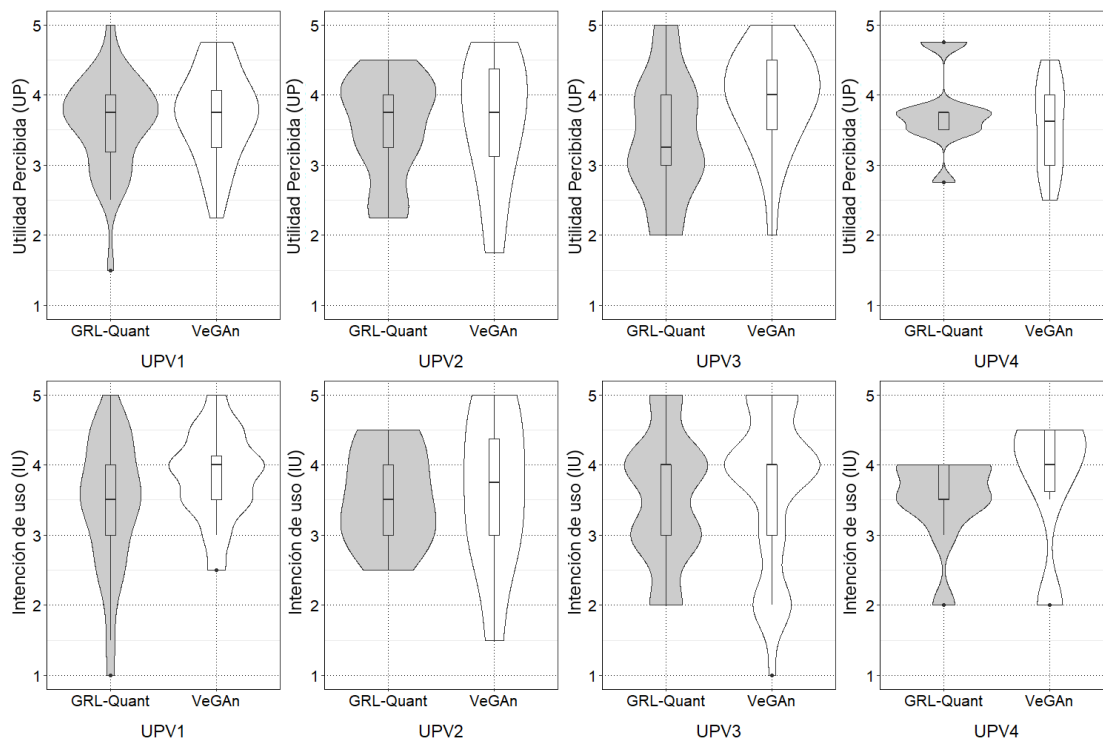 Utilidad Percibida (UP)
5
4
3
2
1
GRL-Quant VeGAn
UPV1
Utilidad Percibida (UP)
5
4
3
2
1
GRL-Quant VeGAn
UPV2
Utilidad Percibida (UP)
5
4
3
2
1
GRL-Quant VeGAn
UPV3
Utilidad Percibida (UP)
5
4
3
2
1
GRL-Quant VeGAn
UPV4
Intención de uso (IU)
5
4
3
2
1
GRL-Quant VeGAn
UPV1
Intención de uso (IU)
5
4
3
2
1
GRL-Quant VeGAn
UPV2
Intención de uso (IU)
5
4
3
2
1
GRL-Quant VeGAn
UPV3
Intención de uso (IU)
5
4
3
2
1
GRL-Quant VeGAn
UPV4